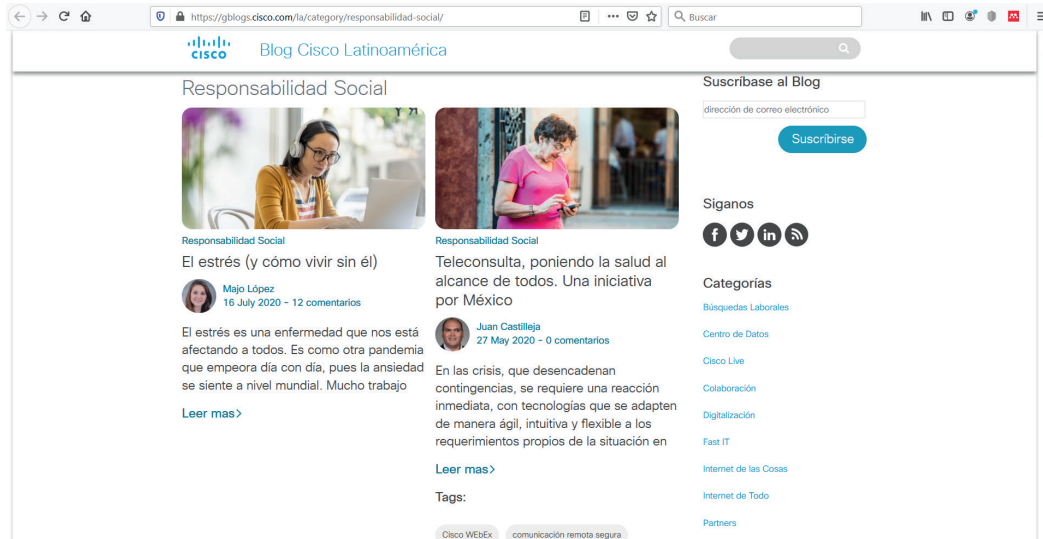 https://gblogs.cisco.com/la/category/responsabilidad-social/
Buscar
CISCO
Blog Cisco Latinoamérica
Responsabilidad Social
Responsabilidad Social
El estrés (y cómo vivir sin él)
Majo López
16 July 2020 - 12 comentarios
El estrés es una enfermedad que nos está
afectando a todos. Es como otra pandemia
que empeora día con día, pues la ansiedad
se siente a nivel mundial. Mucho trabajo
Leer mas>
Responsabilidad Social
Teleconsulta, poniendo la salud al
alcance de todos. Una iniciativa
por México
Juan Castilleja
27 May 2020 - 0 comentarios
En las crisis, que desencadenan
contingencias, se requiere una reacción
inmediata, con tecnologías que se adapten
de manera ágil, intuitiva y flexible a los
requerimientos propios de la situación en
Leer mas>
Tags:
Cisco WEbEx
comunicación remota segura
Suscríbase al Blog
dirección de correo electrónico
Suscríbirse
Siganos
Categorías
Búsquedas Laborales
Centro de Datos
Cisco Live
Colaboración
Digitalización
Fast IT
Internet de las Cosas
Internet de Todo
Partners